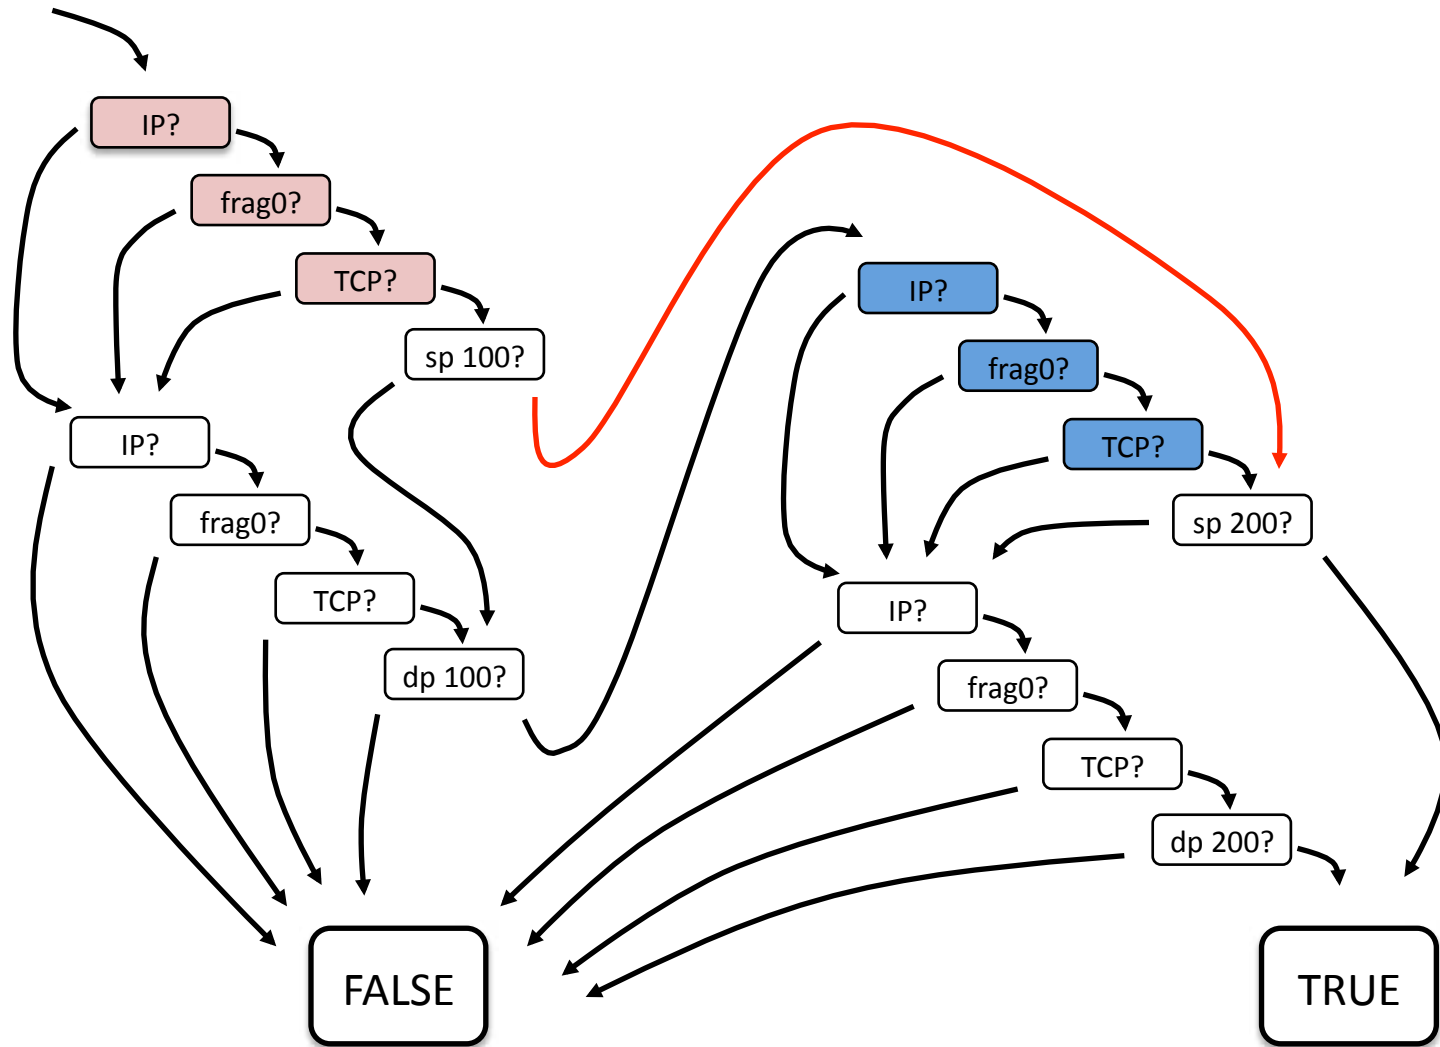 IP?
frag0?
TCP?
sp 100?
IP?
frag0?
TCP?
dp 100?
IP?
frag0?
TCP?
sp 200?
IP?
frag0?
TCP?
dp 200?
FALSE
TRUE